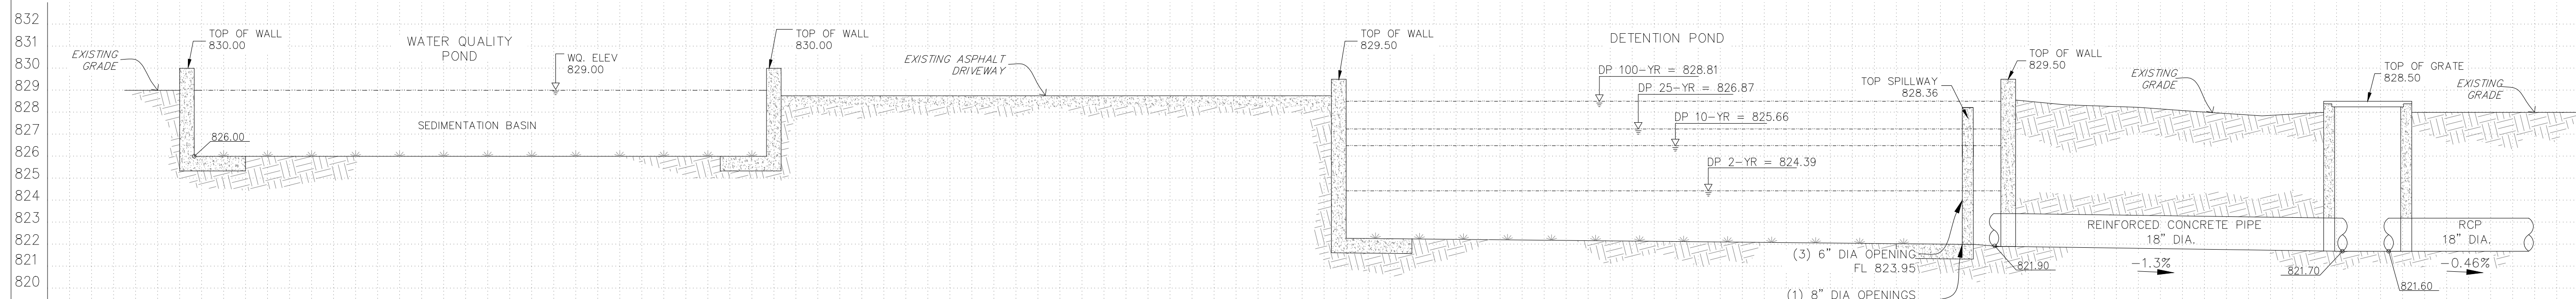 832
831
830
829
828
827
826
825
824
823
822
821
820
EXISTING
GRADE
TOP OF WALL
830.00
WATER QUALITY
POND
WQ. ELEV
829.00
SEDIMENTATION BASIN
826.00
TOP OF WALL
830.00
EXISTING ASPHALT
DRIVEWAY
TOP OF WALL
829.50
DETENTION POND
DP 100-YR = 828.81
DP 25-YR = 826.87
DP 10-YR = 825.66
DP 2-YR = 824.39
TOP SPILLWAY
828.36
(3) 6" DIA OPENING
FL 823.95
(1) 8" DIA OPENINGS
TOP OF WALL
829.50
EXISTING
GRADE
REINFORCED CONCRETE PIPE
18" DIA.
821.90
-1.3%
821.70
TOP OF GRATE
828.50
EXISTING
GRADE
RCP
18" DIA.
-0.46%
821.60